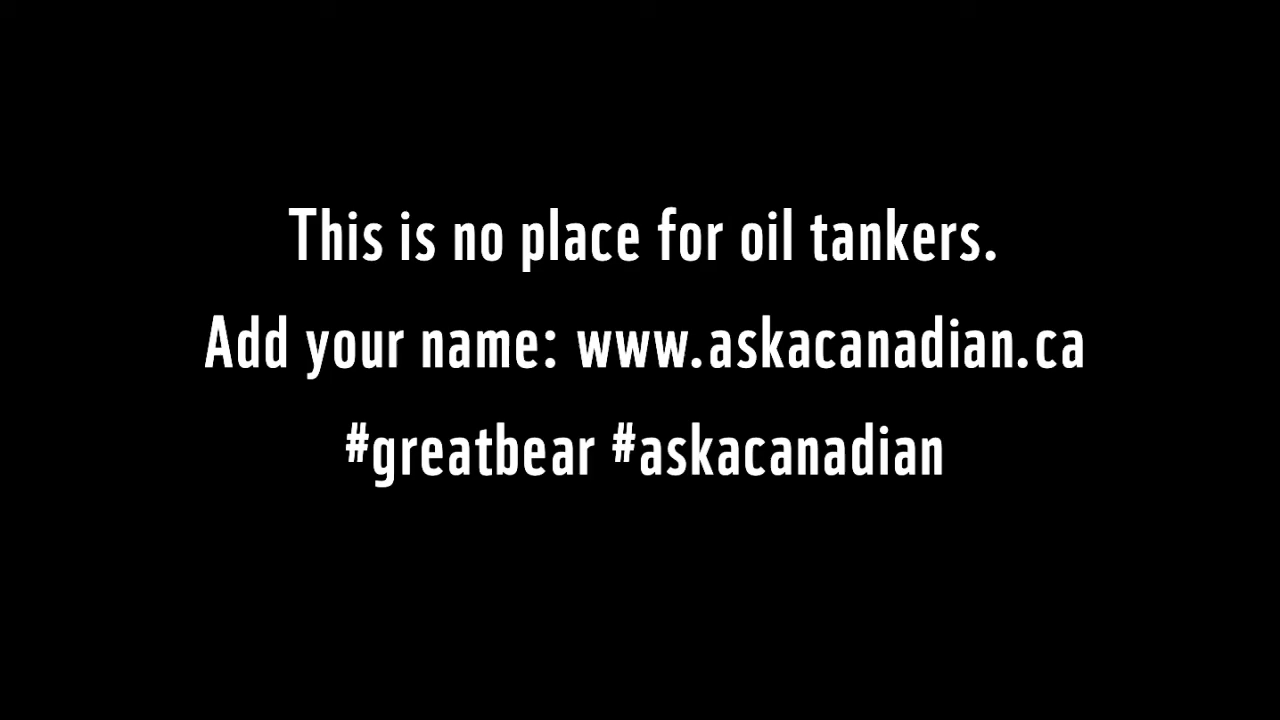 This is no place for oil tankers.
Add your name: www.askacanadian.ca
#greatbear #askacanadian